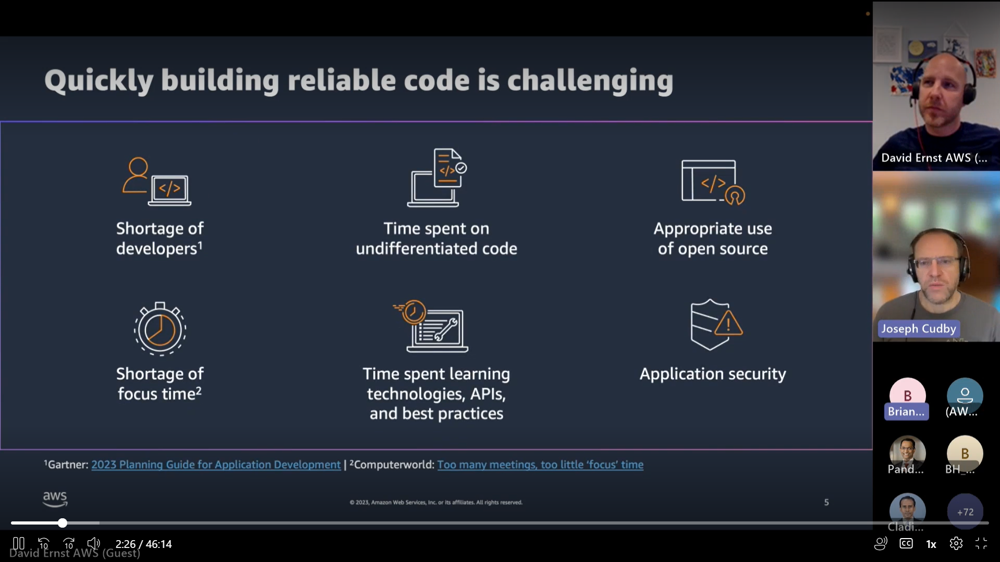 Quickly building reliable code is challenging
</>
Shortage of
developers¹
</>
Time spent on
undifferentiated code
</>
Appropriate use
of open source
Shortage of
focus time²
Time spent learning
technologies, APIs,
and best practices
Application security
¹Gartner: 2023 Planning Guide for Application Development | ²Computerworld: Too many meetings, too little ‘focus’ time
aws
© 2023, Amazon Web Services, Inc. or its affiliates. All rights reserved.
5
David Ernst AWS (...
Joseph Cudby
B
Brian...
(AW...
Pand...
B
BH_...
Cladi...
+72
10
10
2:26 / 46:14
CC
1x
David Ernst AWS (Guest)